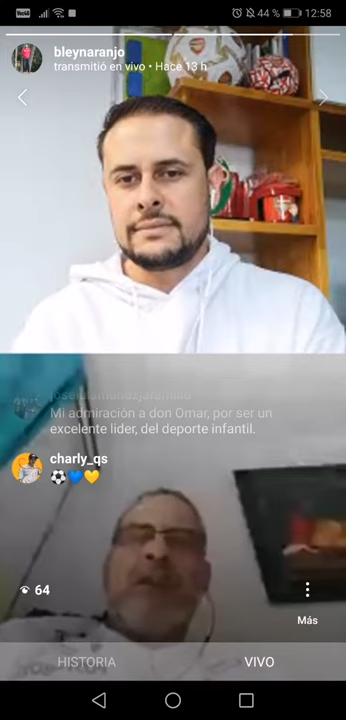 44 % 12:58
bleynaranjo
transmitió en vivo • Hace 13 h
Mi admiración a don Omar, por ser un
excelente lider, del deporte infantil.
charly_qs
⚽💙💛
64
Más
HISTORIA
VIVO